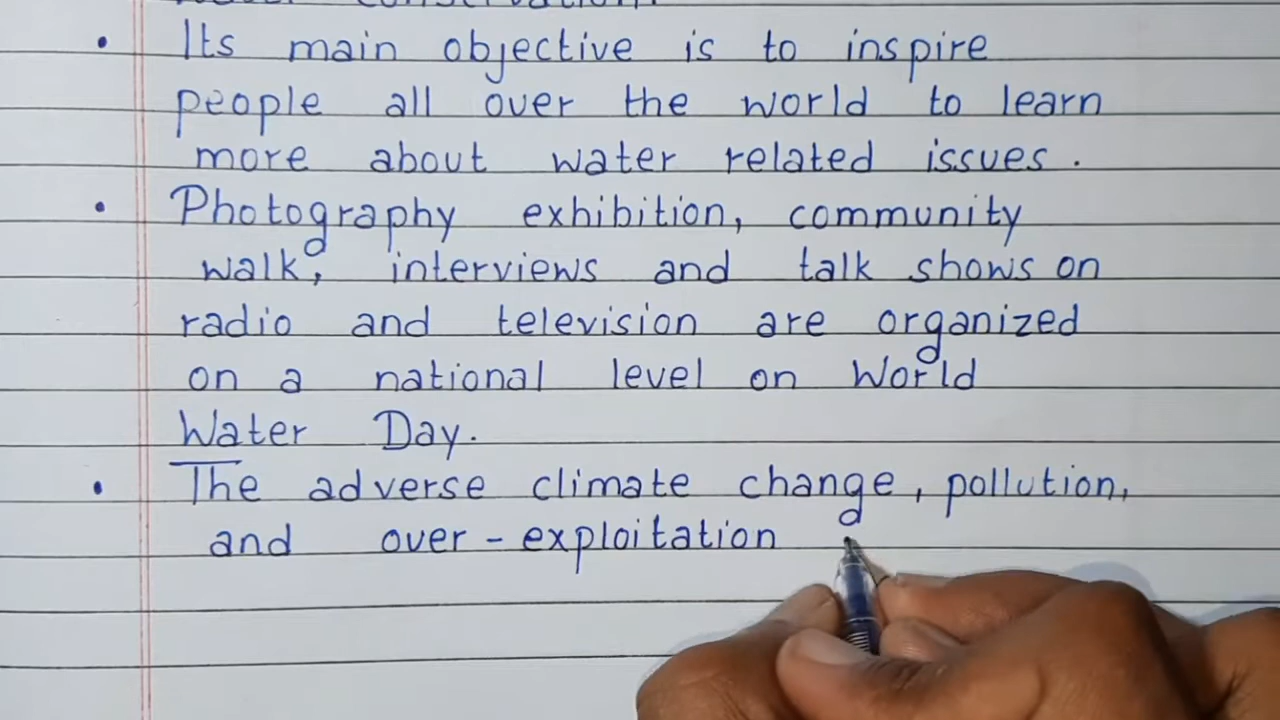 • Its main objective is to inspire
people all over the world to learn
more about water related issues.
• Photography exhibition, community
walk, interviews and talk shows on
radio and television are organized
on a national level on World
Water Day.
• The adverse climate change, pollution,
and over-exploitation